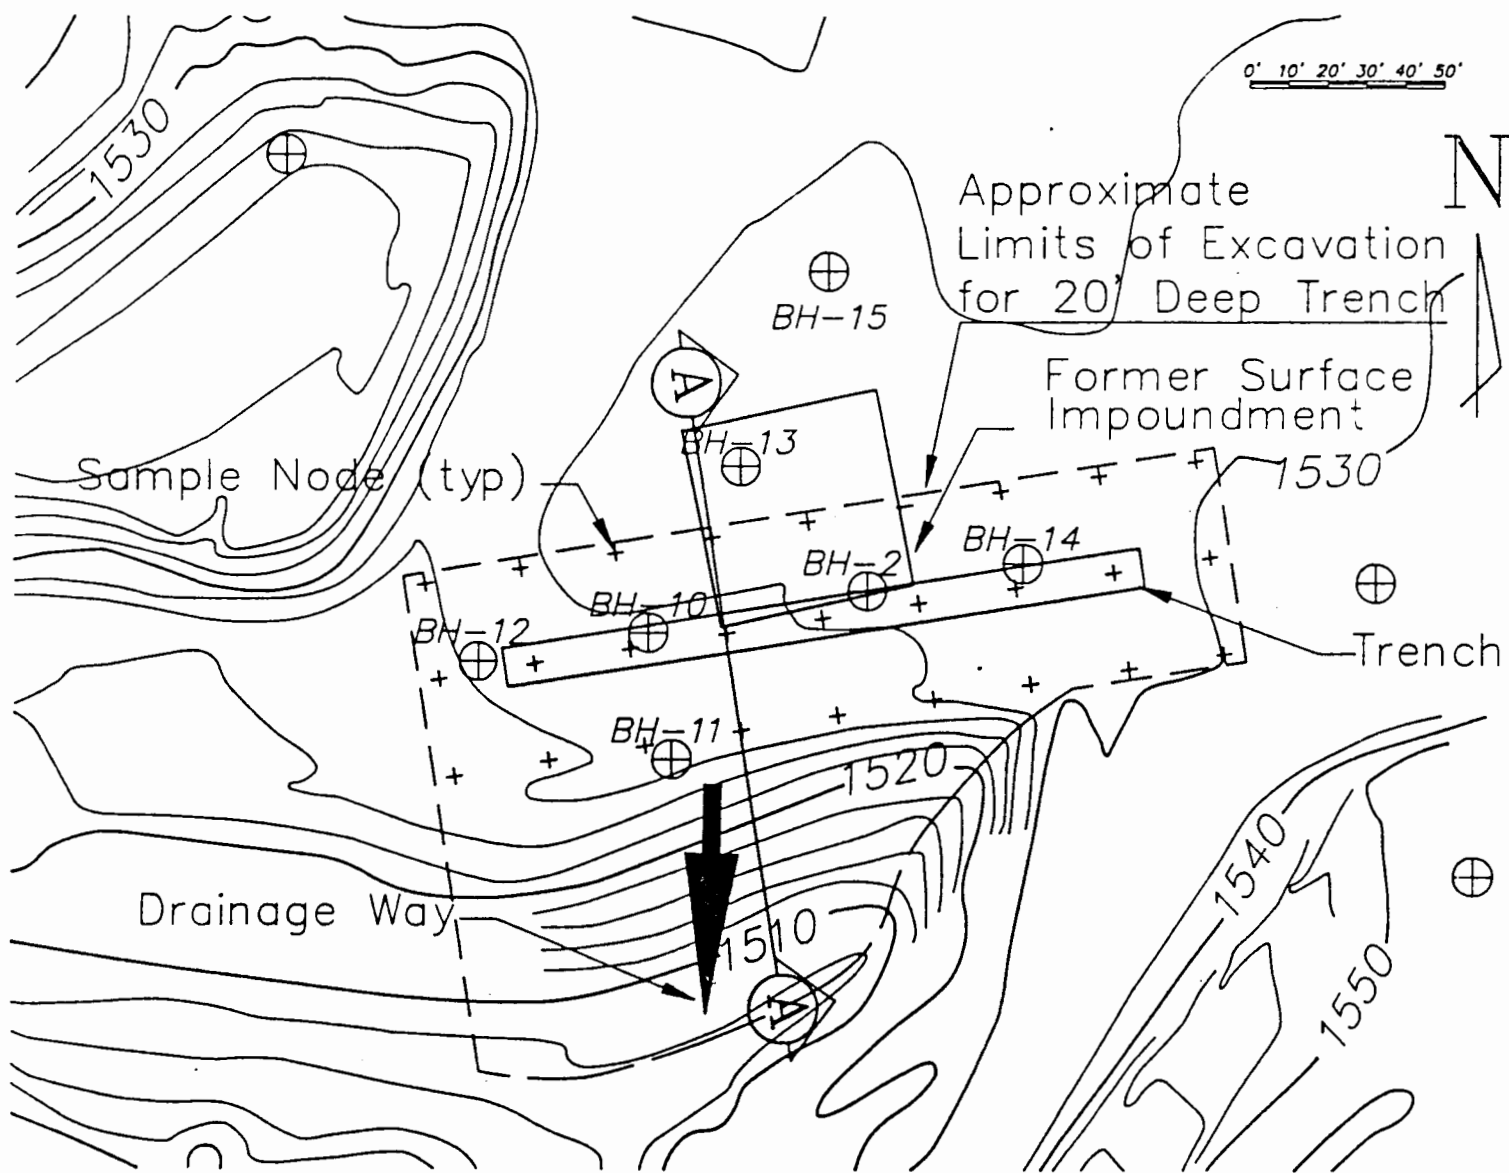 0' 10' 20' 30' 40' 50'
N
1530
Approximate
Limits of Excavation
for 20' Deep Trench
BH-15
A
Former Surface
Impoundment
BH-13
Sample Node (typ)
1530
BH-14
BH-2
BH-10
BH-12
Trench
BH-11
1520
1540
Drainage Way
1510
1550
A